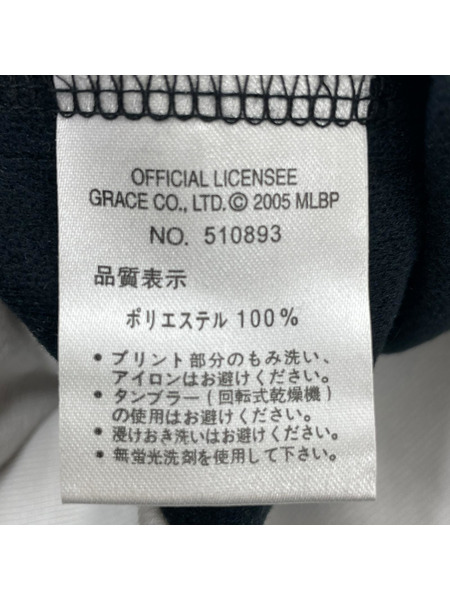 OFFICIAL LICENSEE
GRACE CO., LTD. © 2005 MLBP
NO. 510893
品質表示
ポリエステル 100%
• プリント部分のもみ洗い、
アイロンはお避けください。
• タンブラー(回転式乾燥機)
の使用はお避けください。
• 浸けおき洗いはお避けください。
• 無蛍光洗剤を使用して下さい。